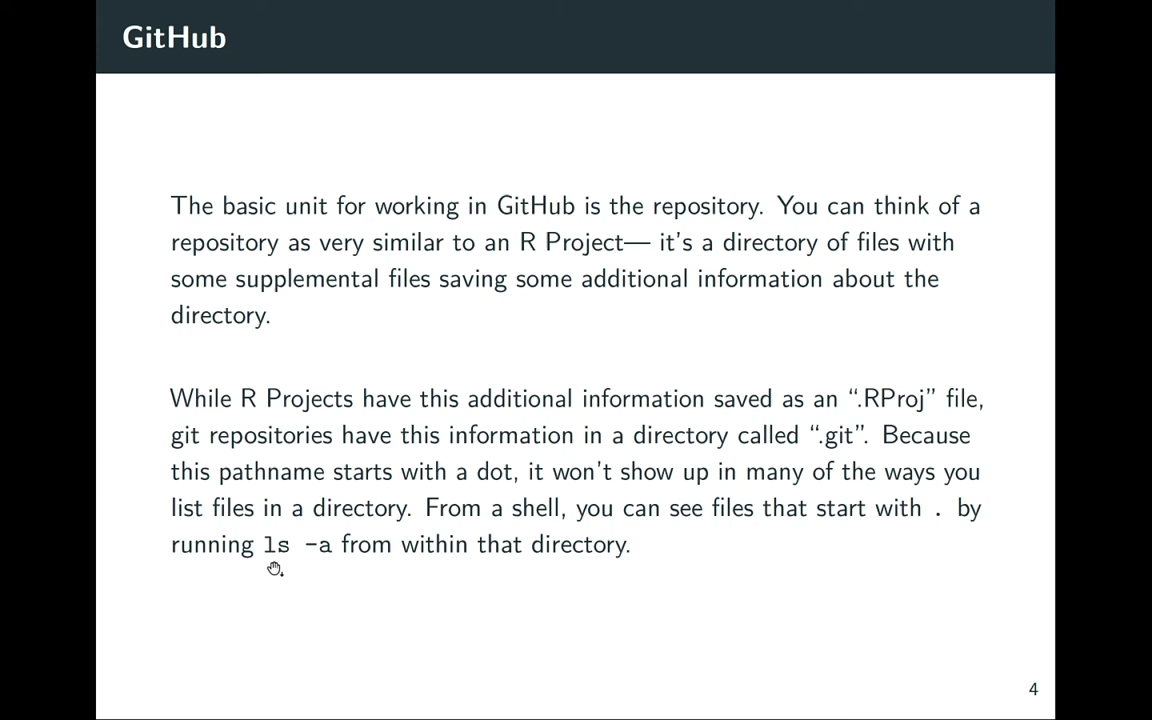 GitHub
The basic unit for working in GitHub is the repository. You can think of a
repository as very similar to an R Project— it’s a directory of files with
some supplemental files saving some additional information about the
directory.
While R Projects have this additional information saved as an “.RProj” file,
git repositories have this information in a directory called “.git”. Because
this pathname starts with a dot, it won’t show up in many of the ways you
list files in a directory. From a shell, you can see files that start with . by
running ls -a from within that directory.
4